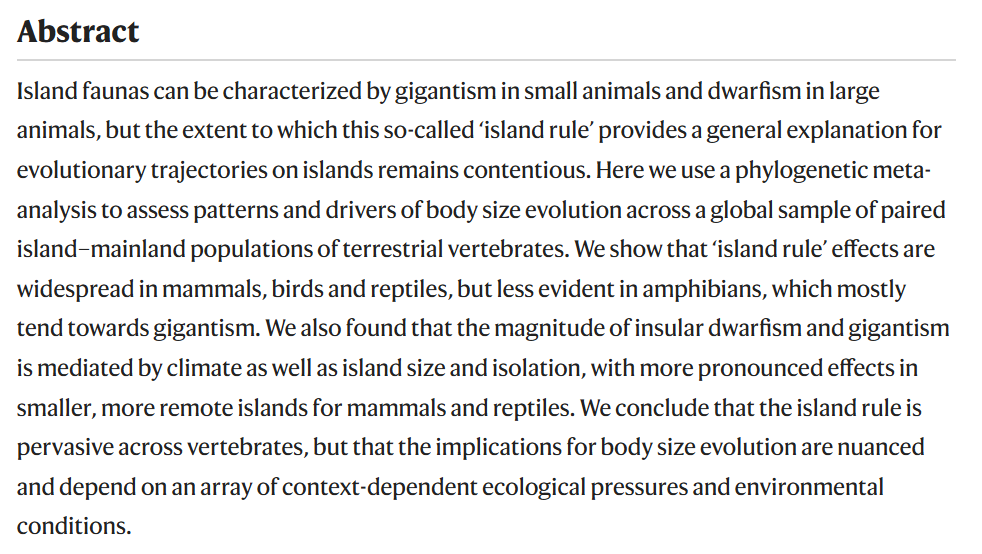 Abstract
Island faunas can be characterized by gigantism in small animals and dwarfism in large
animals, but the extent to which this so-called ‘island rule’ provides a general explanation for
evolutionary trajectories on islands remains contentious. Here we use a phylogenetic meta-
analysis to assess patterns and drivers of body size evolution across a global sample of paired
island–mainland populations of terrestrial vertebrates. We show that ‘island rule’ effects are
widespread in mammals, birds and reptiles, but less evident in amphibians, which mostly
tend towards gigantism. We also found that the magnitude of insular dwarfism and gigantism
is mediated by climate as well as island size and isolation, with more pronounced effects in
smaller, more remote islands for mammals and reptiles. We conclude that the island rule is
pervasive across vertebrates, but that the implications for body size evolution are nuanced
and depend on an array of context-dependent ecological pressures and environmental
conditions.